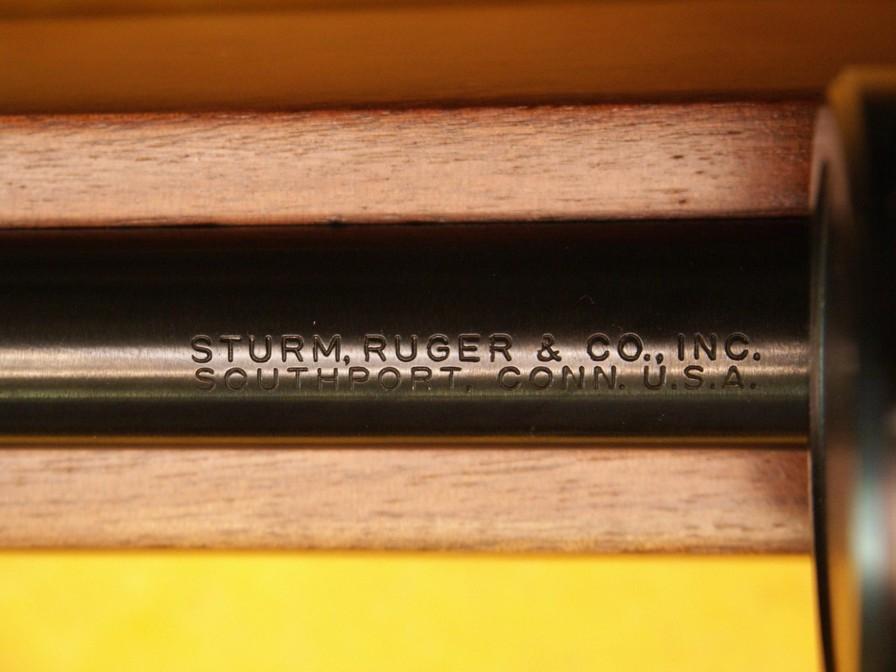 STURM, RUGER & CO., INC.
SOUTHPORT, CONN. U.S.A.